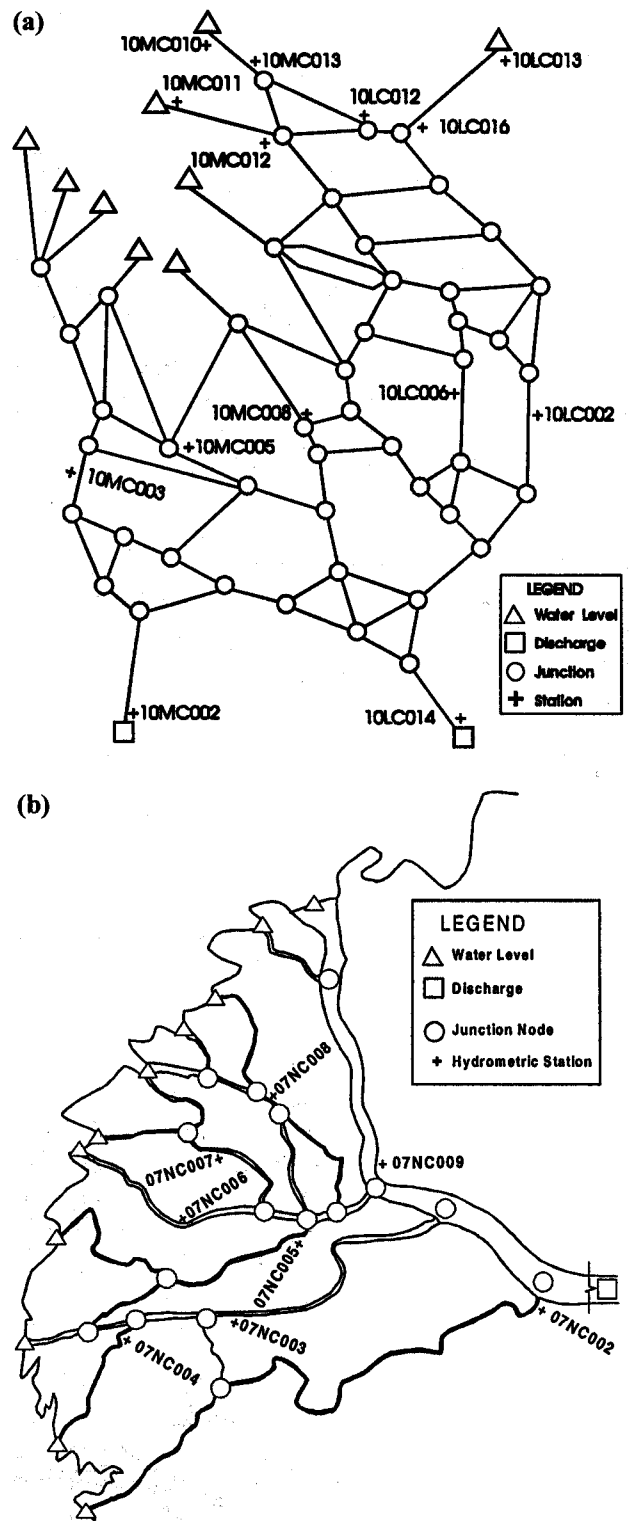 (a)
10MC010+
+10MC013
+10LC013
10MC011
+
10LC012
+
+ 10LC016
+
10MC012
10MC008 +
10LC006+
+10LC002
+10MC005
+ 10MC003
LEGEND
Water Level
Discharge
Junction
+ Station
+10MC002
10LC014 +
(b)
LEGEND
Water Level
Discharge
Junction Node
+ Hydrometric Station
+07NC008
07NC007+
+07NC006
+ 07NC009
07NC005+
+07NC003
+ 07NC004
+ 07NC002